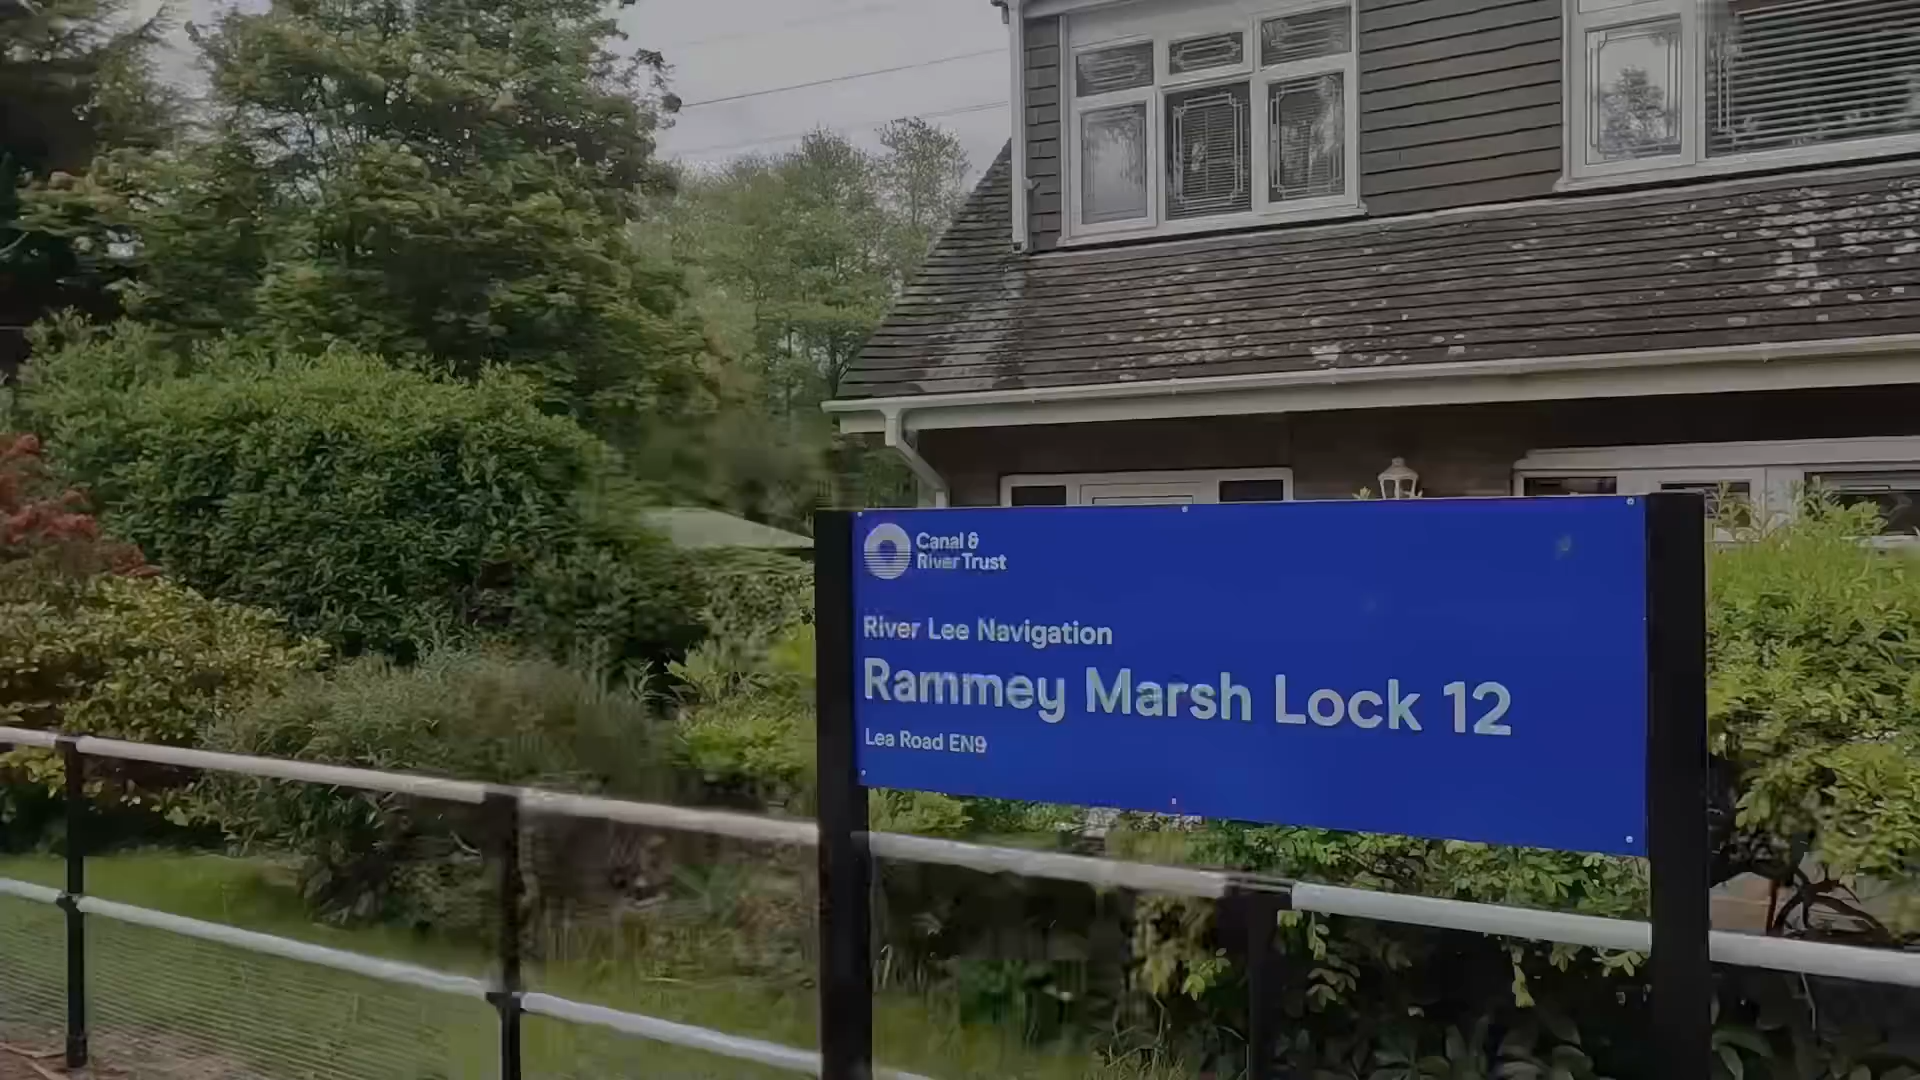 Canal &
River Trust
River Lee Navigation
Rammey Marsh Lock 12
Lea Road EN9